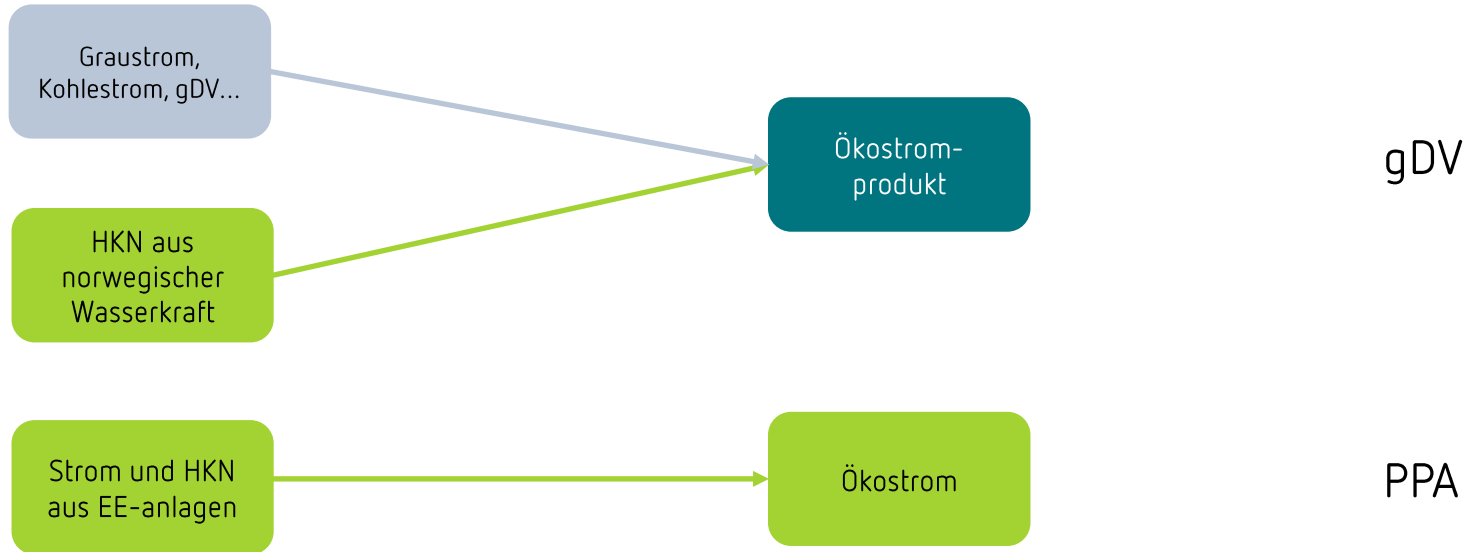 Graustrom,
Kohlestrom, gDV...
Ökostrom-
produkt
gDV
HKN aus
norwegischer
Wasserkraft
Strom und HKN
aus EE-anlagen
Ökostrom
PPA